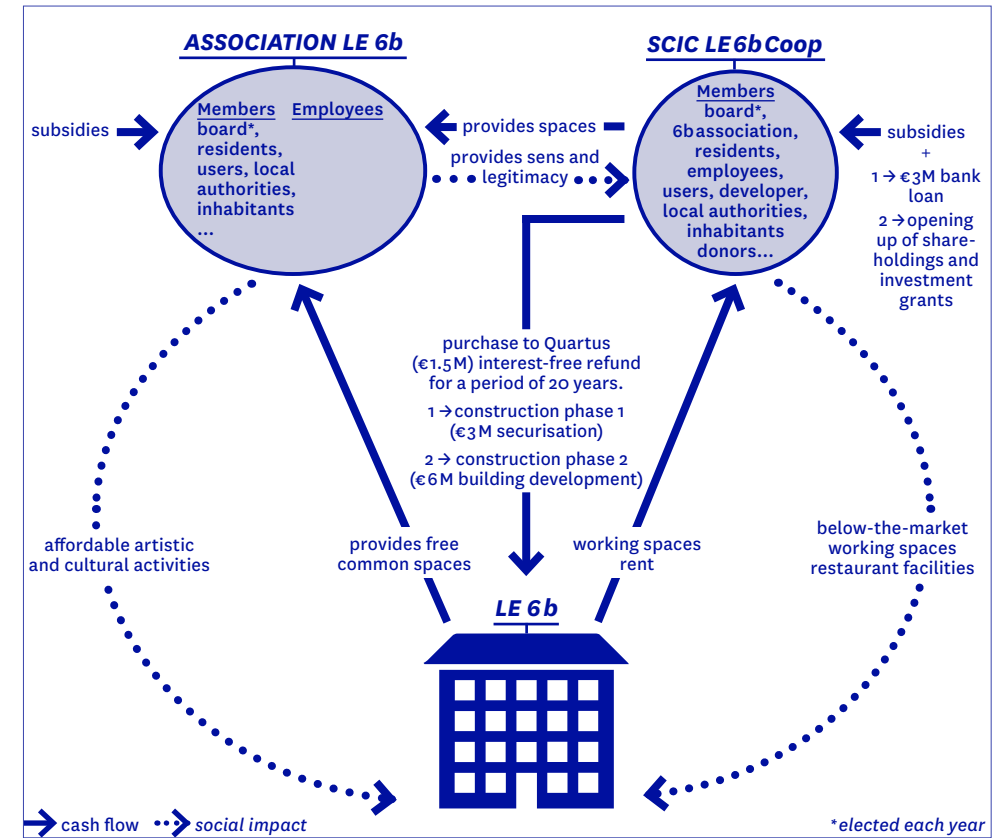 ASSOCIATION LE 6b
SCIC LE6bCoop
subsidies
Members
board*,
residents,
users, local
authorities,
inhabitants
...
Employees
provides spaces
provides sens and
legitimacy
Members
board*,
6b association,
residents,
employees,
users, developer,
local authorities,
inhabitants
donors...
subsidies
+
1 → €3M bank
loan
2 → opening
up of share-
holdings and
investment
grants
purchase to Quartus
(€1.5M) interest-free refund
for a period of 20 years.
1 → construction phase 1
(€3M securisation)
2 → construction phase 2
(€6M building development)
affordable artistic
and cultural activities
provides free
common spaces
working spaces
rent
below-the-market
working spaces
restaurant facilities
LE 6b
cash flow
social impact
*elected each year